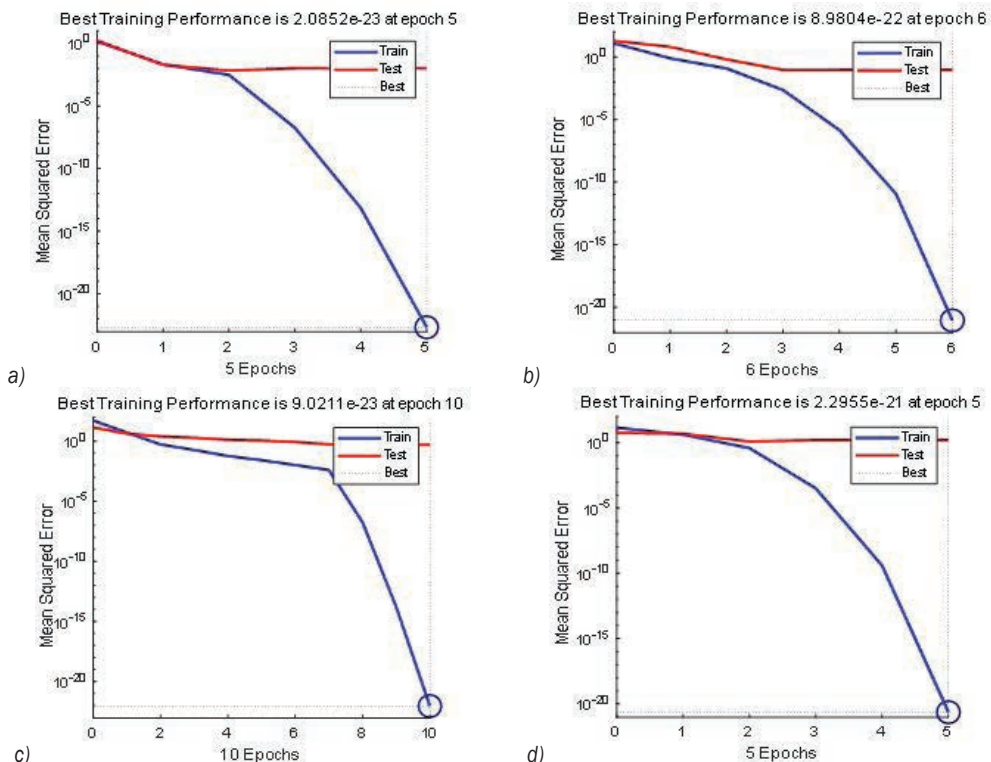 Best Training Performance is 2.0852e-23 at epoch 5
10^0
10^-5
10^-10
10^-15
10^-20
Mean Squared Error
Train
Test
Best
0 1 2 3 4 5
5 Epochs
a)
Best Training Performance is 8.9804e-22 at epoch 6
10^0
10^-5
10^-10
10^-15
10^-20
Mean Squared Error
Train
Test
Best
0 1 2 3 4 5 6
6 Epochs
b)
Best Training Performance is 9.0211e-23 at epoch 10
10^0
10^-5
10^-10
10^-15
10^-20
Mean Squared Error
Train
Test
Best
0 2 4 6 8 10
10 Epochs
c)
Best Training Performance is 2.2955e-21 at epoch 5
10^0
10^-5
10^-10
10^-15
10^-20
Mean Squared Error
Train
Test
Best
0 1 2 3 4 5
5 Epochs
d)